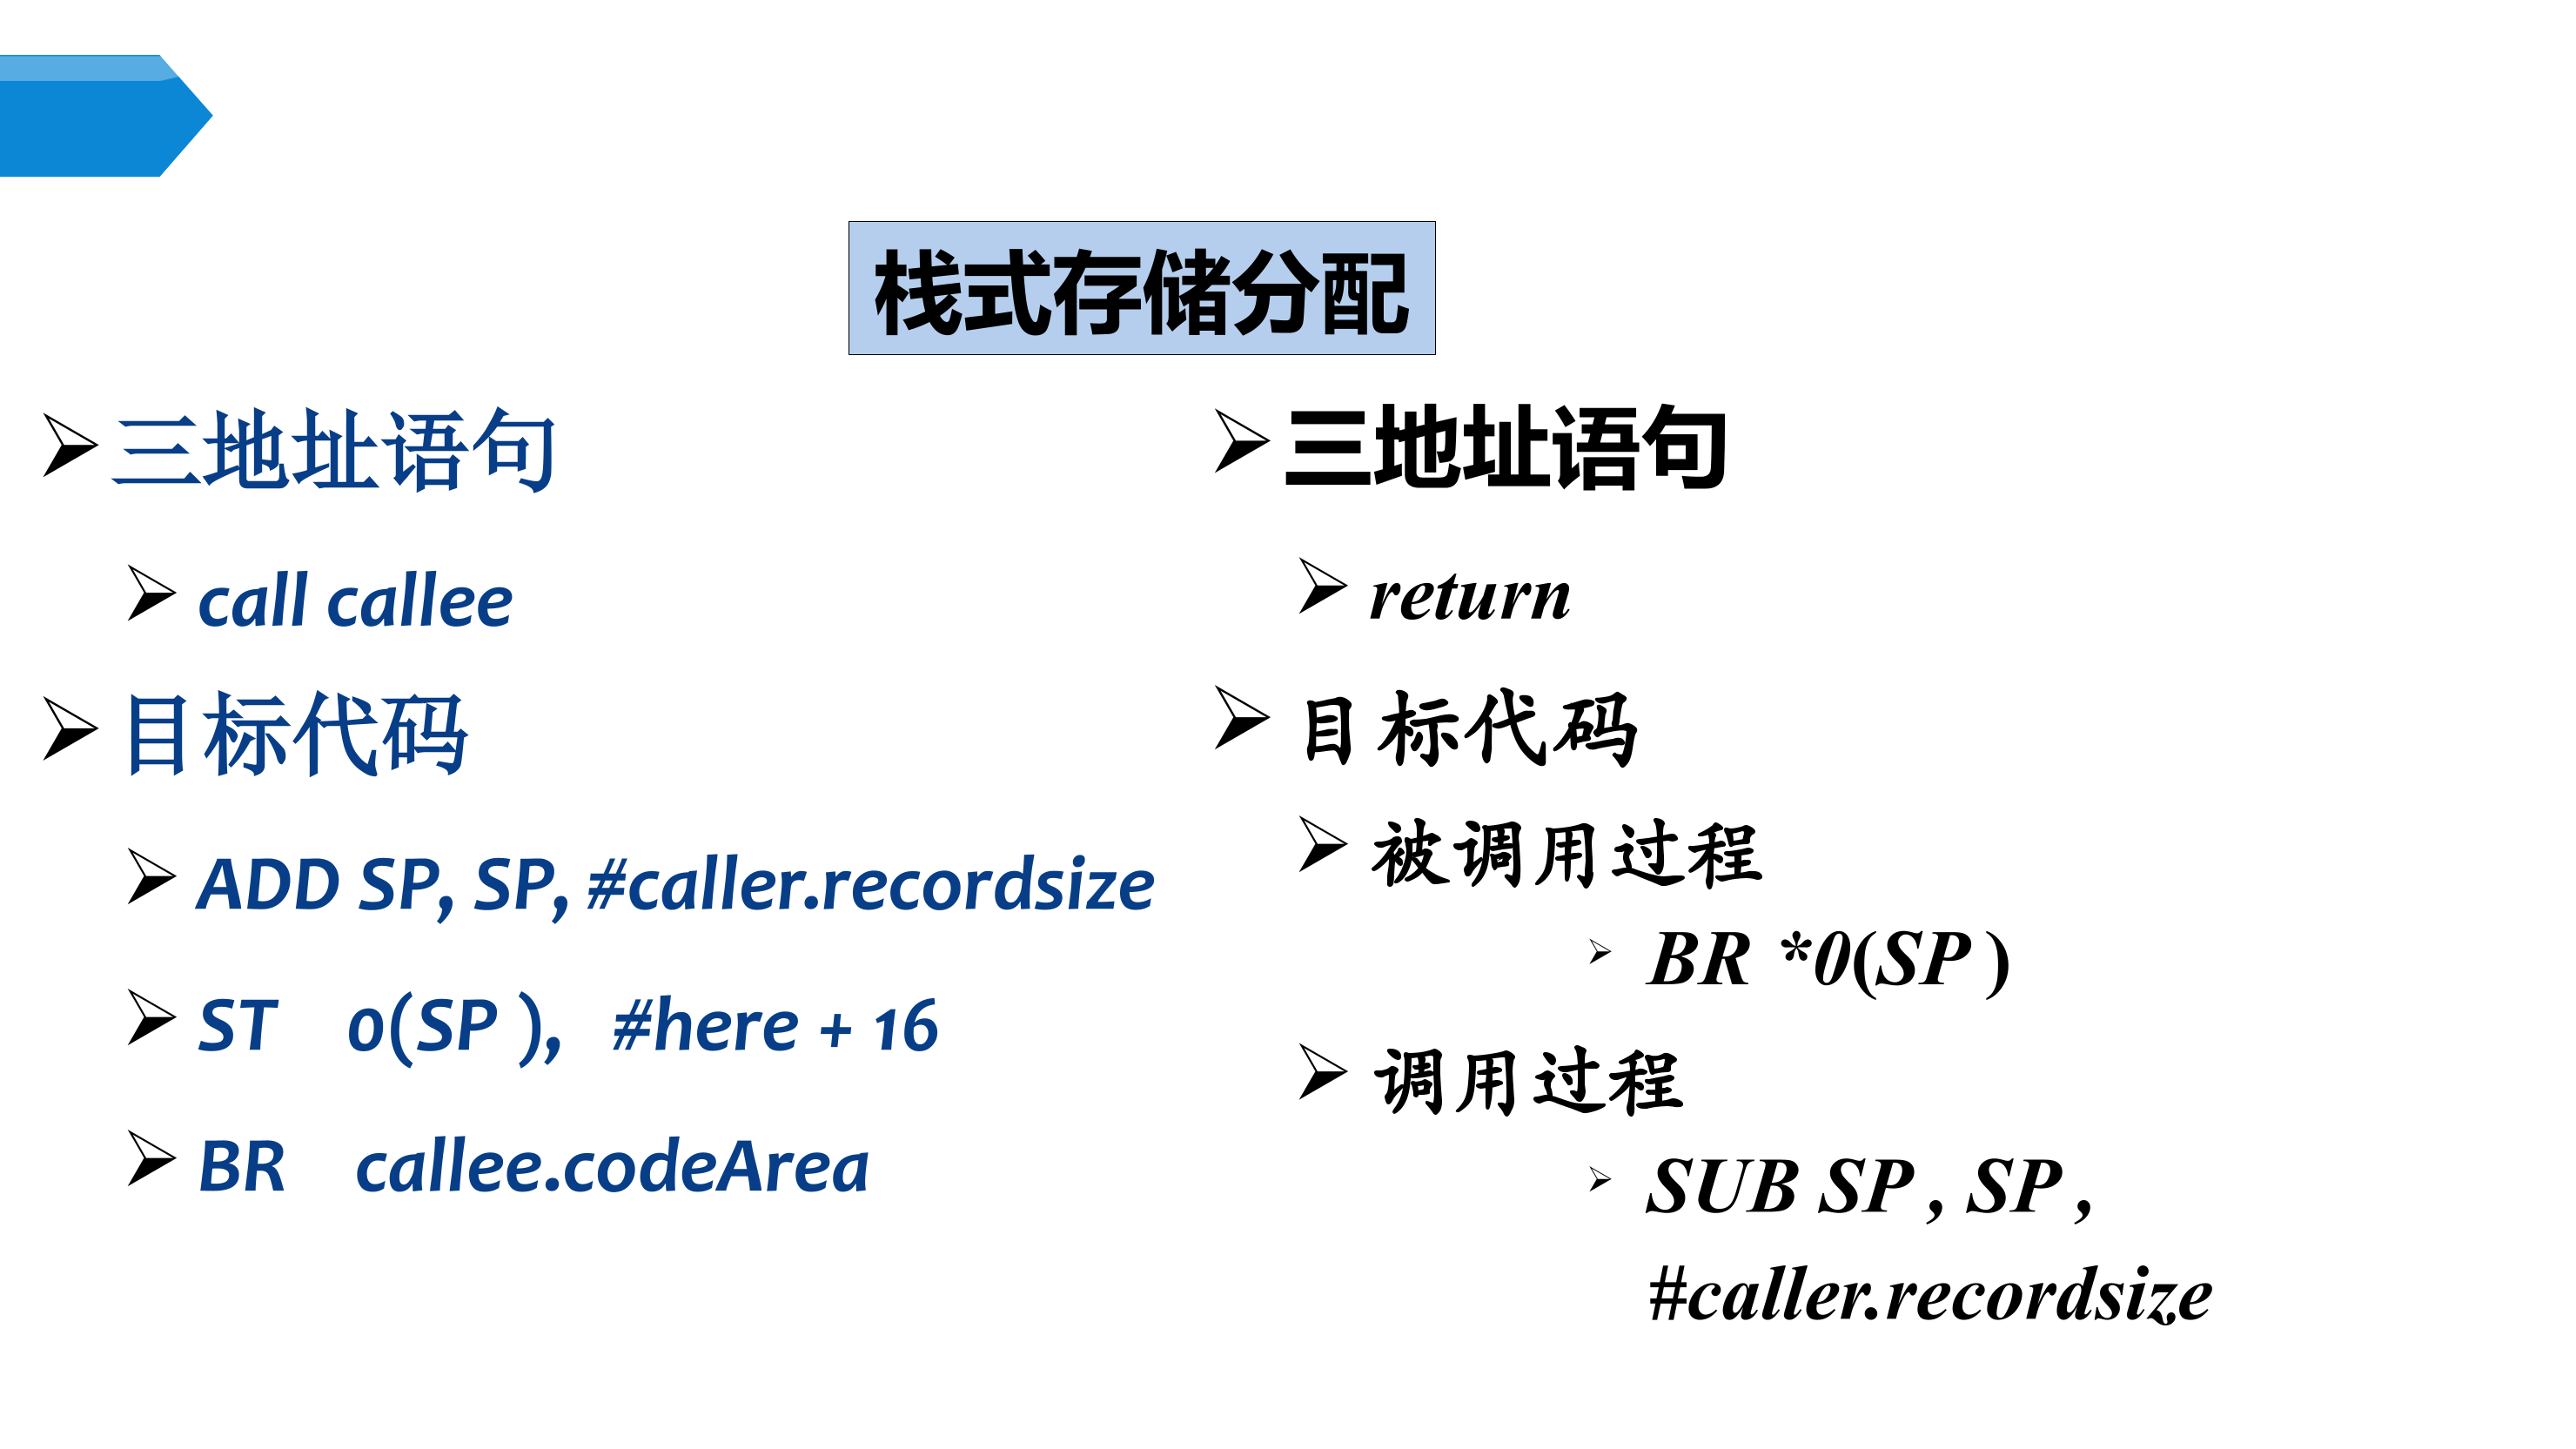 栈式存储分配
三地址语句
call callee
目标代码
ADD SP, SP, #caller.recordsize
ST 0(SP ), #here + 16
BR callee.codeArea
三地址语句
return
目标代码
被调用过程
BR *0(SP )
调用过程
SUB SP , SP ,
#caller.recordsize